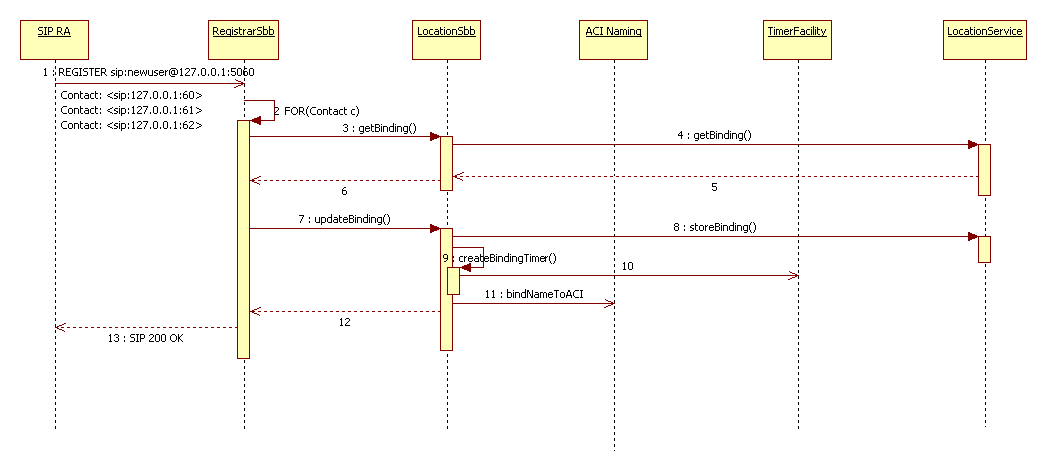 SIP RA
RegistrarSbb
LocationSbb
ACI Naming
TimerFacility
LocationService
1 : REGISTER sip:newuser@127.0.0.1:5060
Contact: <sip:127.0.0.1:60>
Contact: <sip:127.0.0.1:61>
Contact: <sip:127.0.0.1:62>
2 FOR(Contact c)
3 : getBinding()
4 : getBinding()
5
6
7 : updateBinding()
8 : storeBinding()
9 : createBindingTimer()
10
11 : bindNameToACI
12
13 : SIP 200 OK